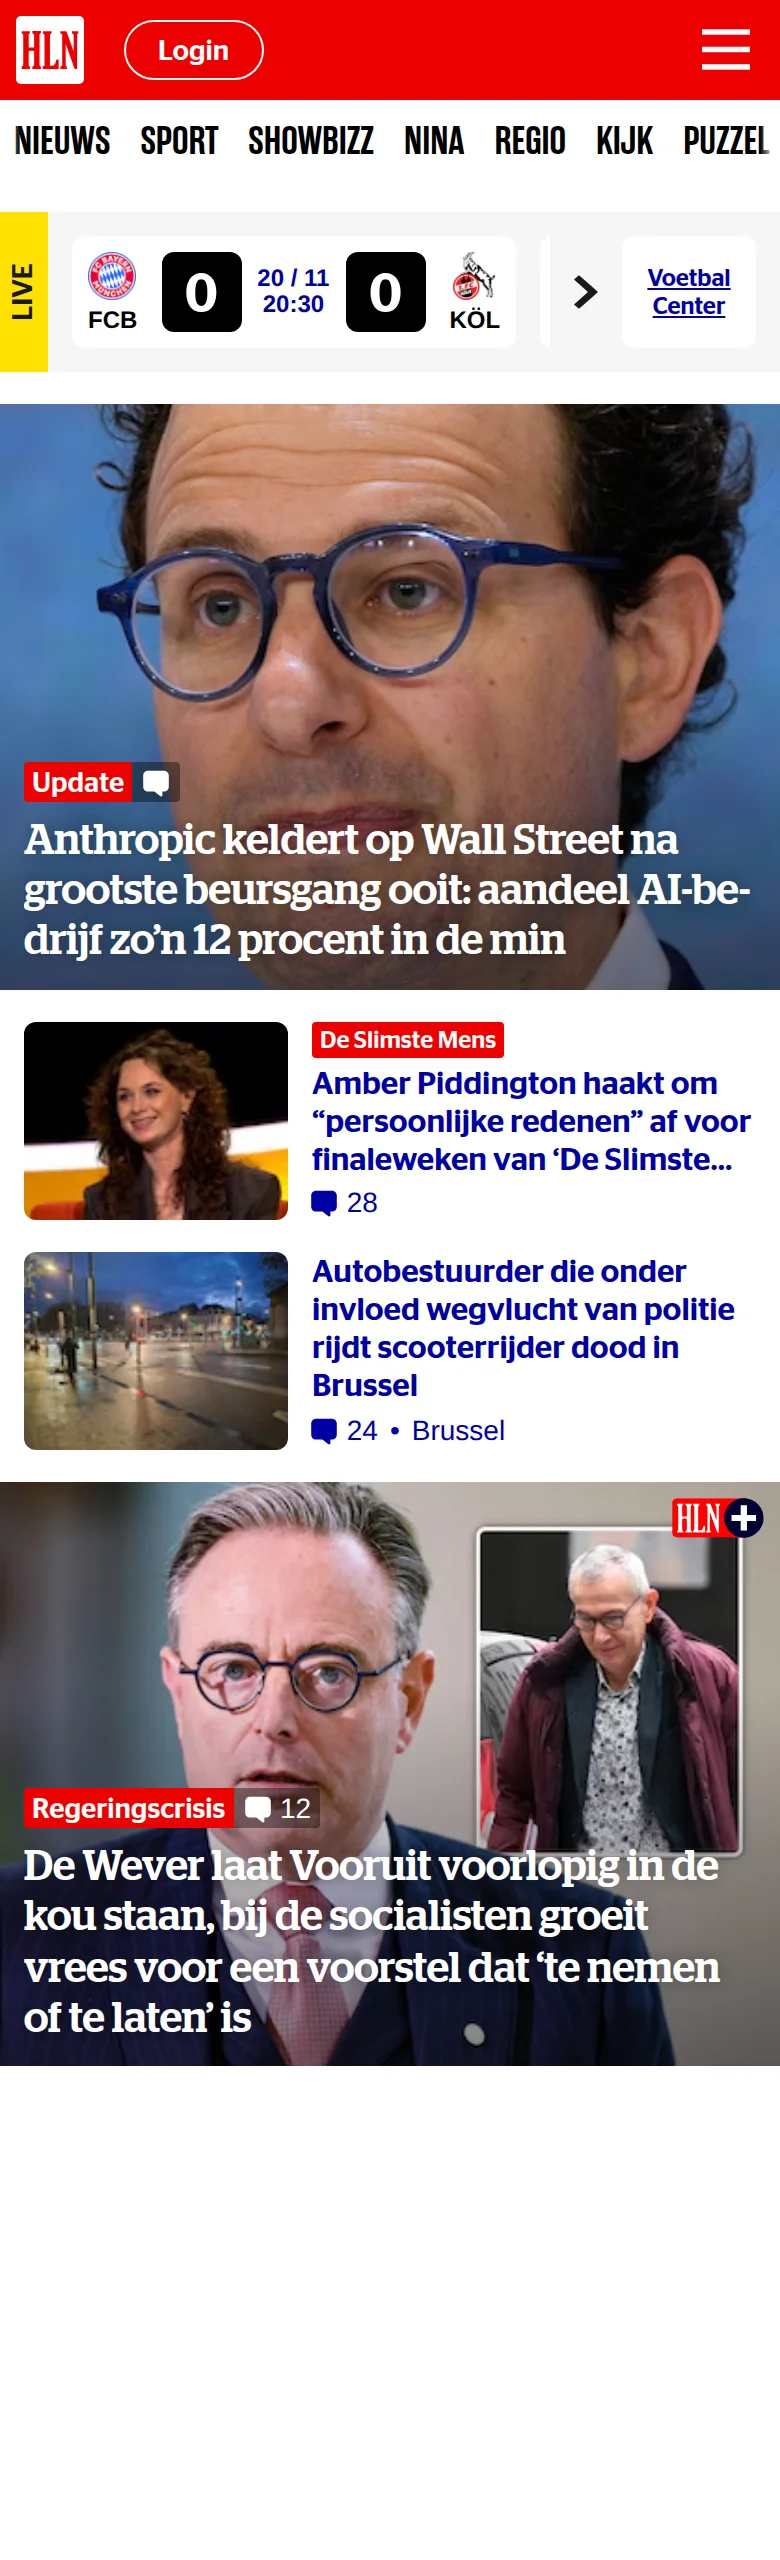 HLN
Login
NIEUWS SPORT SHOWBIZZ NINA REGIO KIJK PUZZEL
LIVE
FC BAYERN
MÜNCHEN
FCB
0
20 / 11
20:30
0
KÖL
Voetbal
Center
Update
Anthropic keldert op Wall Street na
grootste beursgang ooit: aandeel AI-be-
drijf zo’n 12 procent in de min
De Slimste Mens
Amber Piddington haakt om
“persoonlijke redenen” af voor
finaleweken van ‘De Slimste...
28
Autobestuurder die onder
invloed wegvlucht van politie
rijdt scooterrijder dood in
Brussel
24 • Brussel
HLN+
Regeringscrisis
12
De Wever laat Vooruit voorlopig in de
kou staan, bij de socialisten groeit
vrees voor een voorstel dat ‘te nemen
of te laten’ is